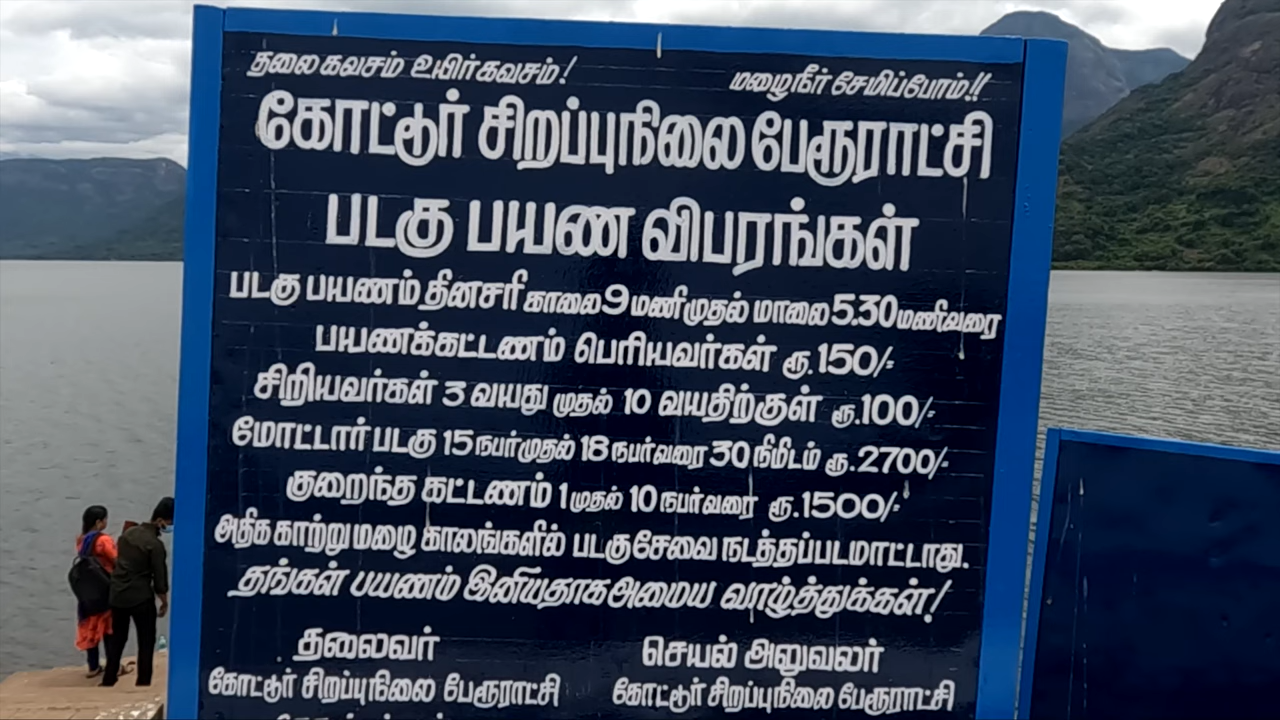 தலை கவசம் உயிர்கவசம்! மழைநீர் சேமிப்போம்!!
கோட்டூர் சிறப்புநிலை பேரூராட்சி
படகு பயண விபரங்கள்
படகு பயணம் தினசரி காலை 9 மணிமுதல் மாலை 5.30 மணிவரை
பயணக்கட்டணம் பெரியவர்கள் ரூ. 150/-
சிறியவர்கள் 3 வயது முதல் 10 வயதிற்குள் ரூ.100/-
மோட்டார் படகு 15 நபர்முதல் 18 நபர்வரை 30 நிமிடம் ரூ.2700/-
குறைந்த கட்டணம் 1 முதல் 10 நபர்வரை ரூ.1500/-
அதிக காற்று மழை காலங்களில் படகுசேவை நடத்தப்படமாட்டாது.
தங்கள் பயணம் இனியதாக அமைய வாழ்த்துக்கள்!
தலைவர் செயல் அலுவலர்
கோட்டூர் சிறப்புநிலை பேரூராட்சி கோட்டூர் சிறப்புநிலை பேரூராட்சி